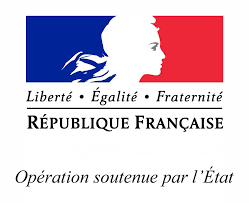 Liberté • Égalité • Fraternité
RÉPUBLIQUE FRANÇAISE
Opération soutenue par l'État